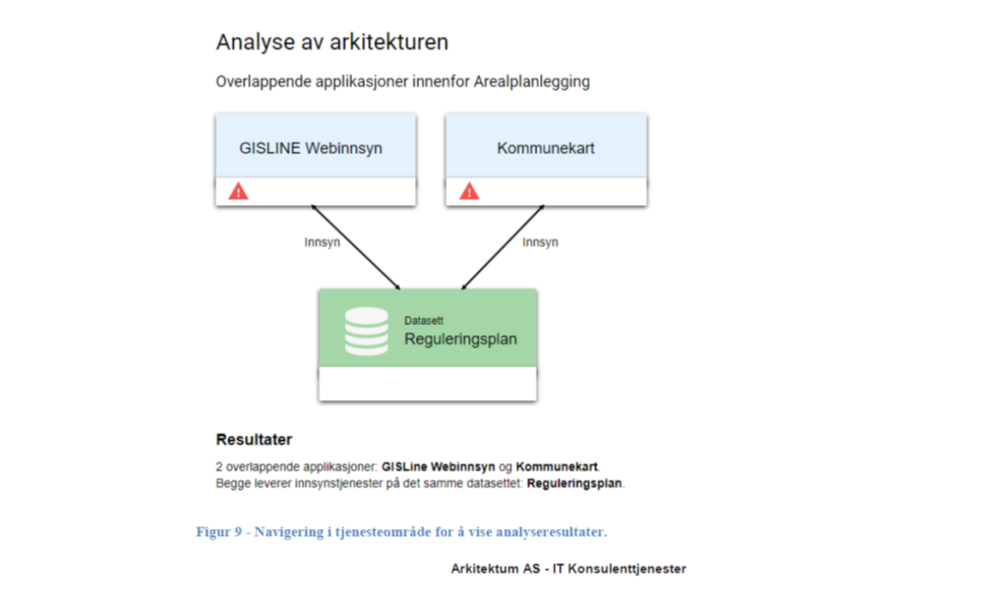 Analyse av arkitekturen
Overlappende applikasjoner innenfor Arealplanlegging
GISLINE Webinnsyn
Kommunekart
Innsyn
Innsyn
Datasett
Reguleringsplan
Resultater
2 overlappende applikasjoner: GISLine Webinnsyn og Kommunekart.
Begge leverer innsynstjenester på det samme datasettet: Reguleringsplan.
Figur 9 - Navigering i tjenesteområde for å vise analyseresultater.
Arkitektum AS - IT Konsulenttjenester